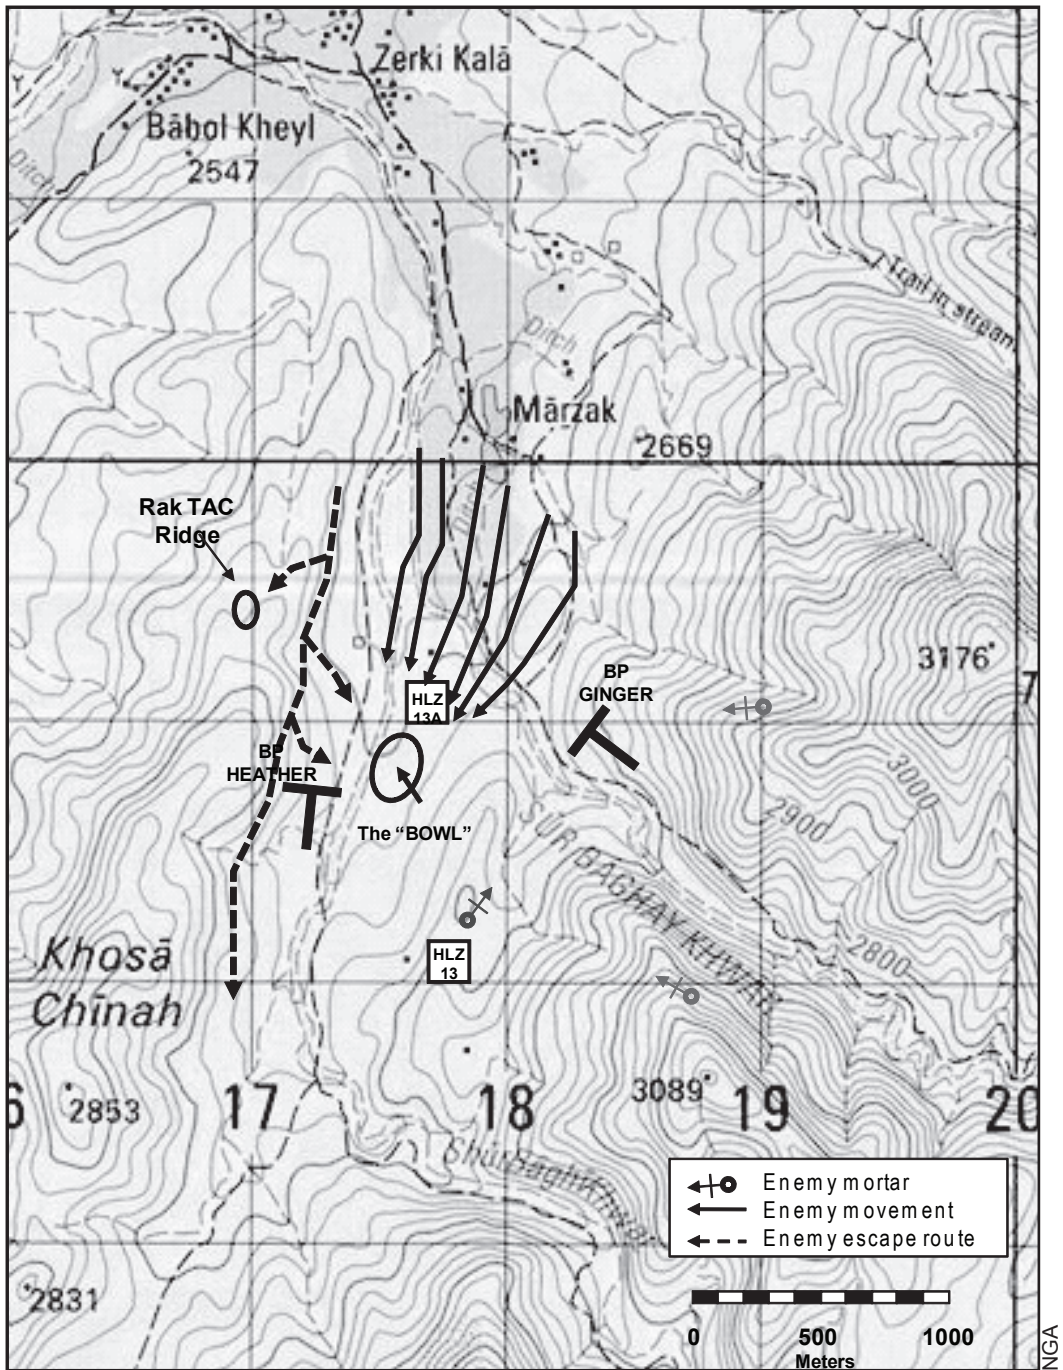 Zerki Kalā
Bābol Kheyl
Ditch
2547
Trail in stream
Ditch
Mārzak
2669
Rak TAC
Ridge
Ditch
3176
7
BP
GINGER
HLZ
13A
BP
HEATHER
3000
2900
The “BOWL”
SUR BAGHAY KHWAR
2800
Khosā
Chīnah
HLZ
13
6
2853
17
18
3089
19
20
Enemy mortar
Enemy movement
Enemy escape route
2831
0 500 1000
Meters
NGA